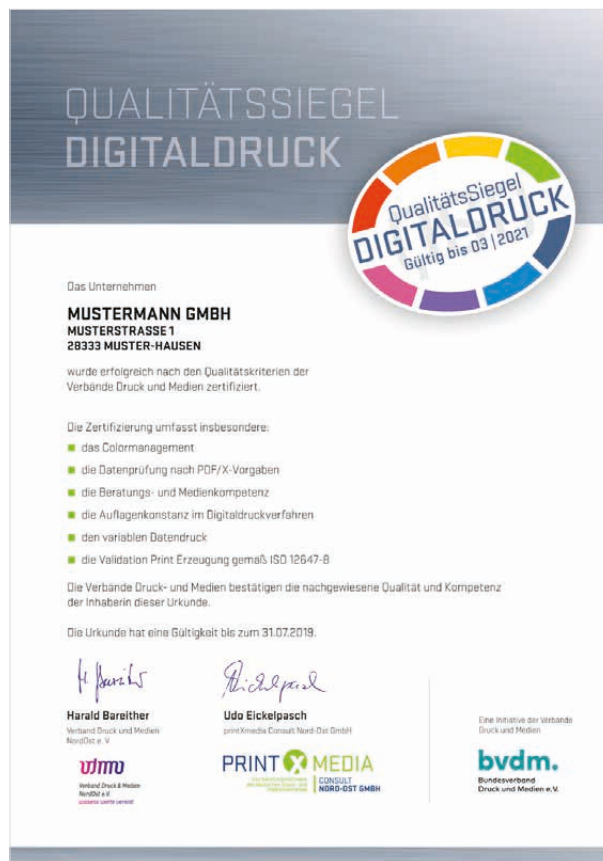 QUALITÄTSSIEGEL
DIGITALDRUCK
QualitätsSiegel
DIGITALDRUCK
Gültig bis 03 | 2021
Das Unternehmen
MUSTERMANN GMBH
MUSTERSTRASSE 1
28333 MUSTER-HAUSEN
wurde erfolgreich nach den Qualitätskriterien der
Verbände Druck und Medien zertifiziert.
Die Zertifizierung umfasst insbesondere:
das Colormanagement
die Datenprüfung nach PDF/X-Vorgaben
die Beratungs- und Medienkompetenz
die Auflagenkonstanz im Digitaldruckverfahren
den variablen Datendruck
die Validation Print Erzeugung gemäß ISO 12647-8
Die Verbände Druck- und Medien bestätigen die nachgewiesene Qualität und Kompetenz
der Inhaberin dieser Urkunde.
Die Urkunde hat eine Gültigkeit bis zum 31.07.2019.
Harald Bareither
Verband Druck und Medien
NordOst e. V.
Udo Eickelpasch
printXmedia Consult Nord-Ost GmbH
vdmno
Verband Druck & Medien
NordOst e.V.
PRINT X MEDIA
CONSULT
NORD-OST GMBH
Eine Initiative der Verbände
Druck und Medien
bvdm.
Bundesverband
Druck und Medien e.V.